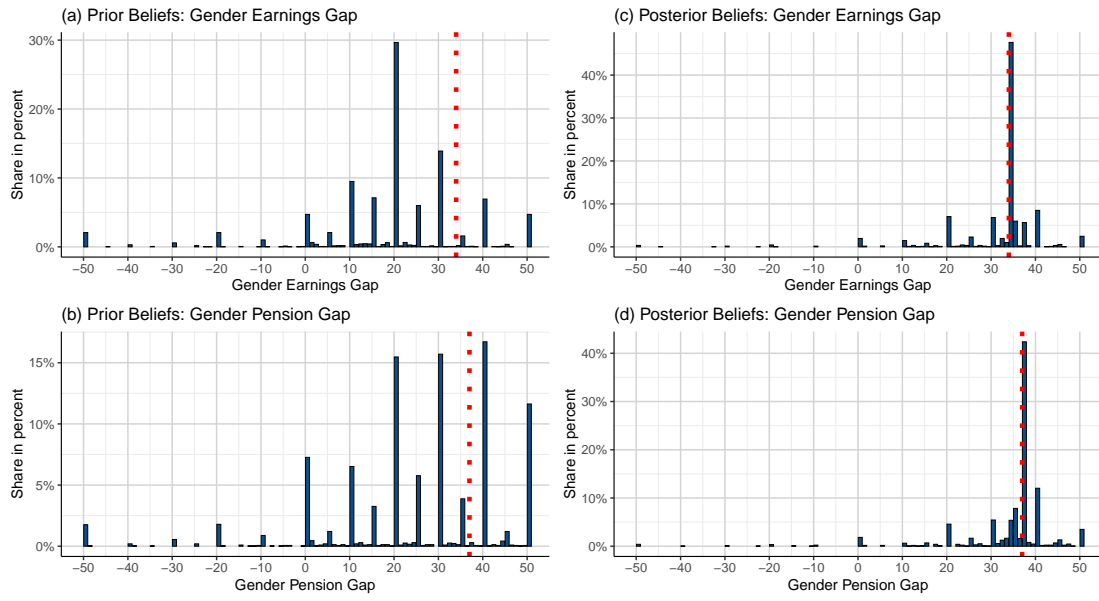 (a) Prior Beliefs: Gender Earnings Gap
Share in percent
30%
20%
10%
0%
−50 −40 −30 −20 −10 0 10 20 30 40 50
Gender Earnings Gap
(c) Posterior Beliefs: Gender Earnings Gap
Share in percent
40%
30%
20%
10%
0%
−50 −40 −30 −20 −10 0 10 20 30 40 50
Gender Earnings Gap
(b) Prior Beliefs: Gender Pension Gap
Share in percent
15%
10%
5%
0%
−50 −40 −30 −20 −10 0 10 20 30 40 50
Gender Pension Gap
(d) Posterior Beliefs: Gender Pension Gap
Share in percent
40%
30%
20%
10%
0%
−50 −40 −30 −20 −10 0 10 20 30 40 50
Gender Pension Gap